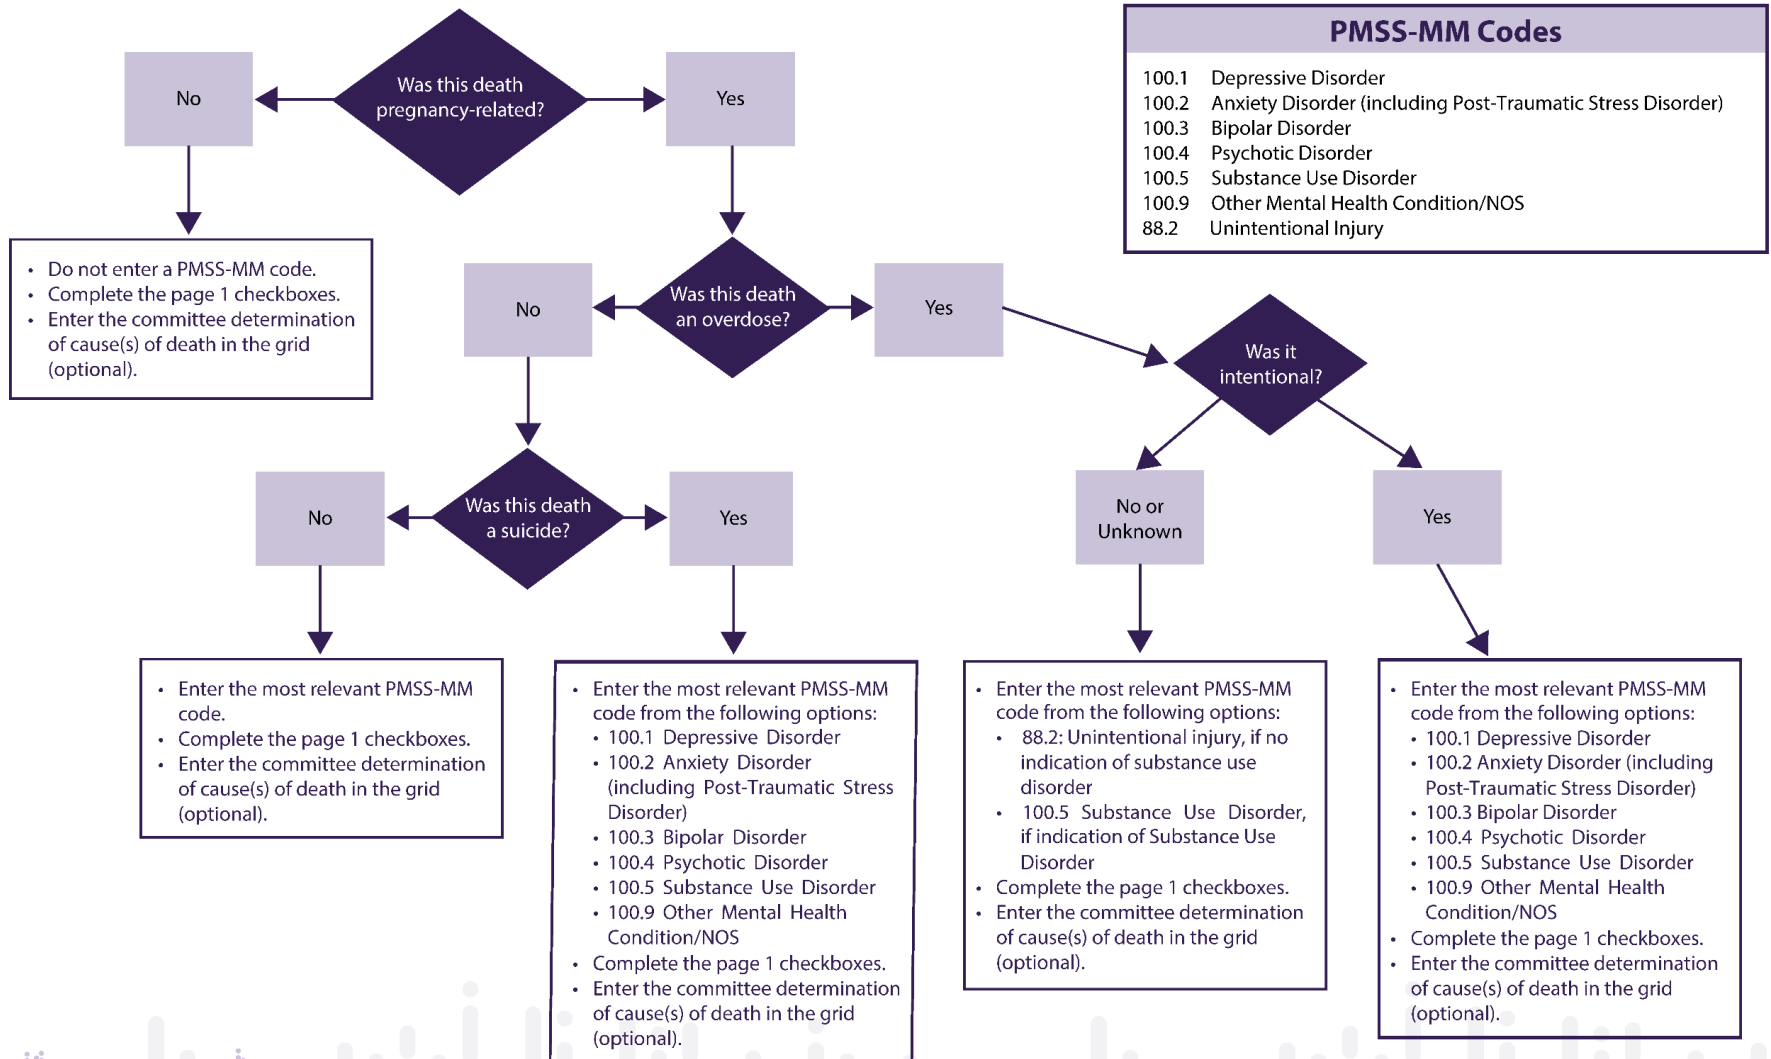 PMSS-MM Codes
100.1 Depressive Disorder
100.2 Anxiety Disorder (including Post-Traumatic Stress Disorder)
100.3 Bipolar Disorder
100.4 Psychotic Disorder
100.5 Substance Use Disorder
100.9 Other Mental Health Condition/NOS
88.2 Unintentional Injury
Was this death
pregnancy-related?
No
Yes
• Do not enter a PMSS-MM code.
• Complete the page 1 checkboxes.
• Enter the committee determination
of cause(s) of death in the grid
(optional).
Was this death
an overdose?
No
Yes
Was it
intentional?
Was this death
a suicide?
No
Yes
No or
Unknown
Yes
• Enter the most relevant PMSS-MM
code.
• Complete the page 1 checkboxes.
• Enter the committee determination
of cause(s) of death in the grid
(optional).
• Enter the most relevant PMSS-MM
code from the following options:
• 100.1 Depressive Disorder
• 100.2 Anxiety Disorder
(including Post-Traumatic Stress
Disorder)
• 100.3 Bipolar Disorder
• 100.4 Psychotic Disorder
• 100.5 Substance Use Disorder
• 100.9 Other Mental Health
Condition/NOS
• Complete the page 1 checkboxes.
• Enter the committee determination
of cause(s) of death in the grid
(optional).
• Enter the most relevant PMSS-MM
code from the following options:
• 88.2: Unintentional injury, if no
indication of substance use
disorder
• 100.5 Substance Use Disorder,
if indication of Substance Use
Disorder
• Complete the page 1 checkboxes.
• Enter the committee determination
of cause(s) of death in the grid
(optional).
• Enter the most relevant PMSS-MM
code from the following options:
• 100.1 Depressive Disorder
• 100.2 Anxiety Disorder (including
Post-Traumatic Stress Disorder)
• 100.3 Bipolar Disorder
• 100.4 Psychotic Disorder
• 100.5 Substance Use Disorder
• 100.9 Other Mental Health
Condition/NOS
• Complete the page 1 checkboxes.
• Enter the committee determination
of cause(s) of death in the grid
(optional).